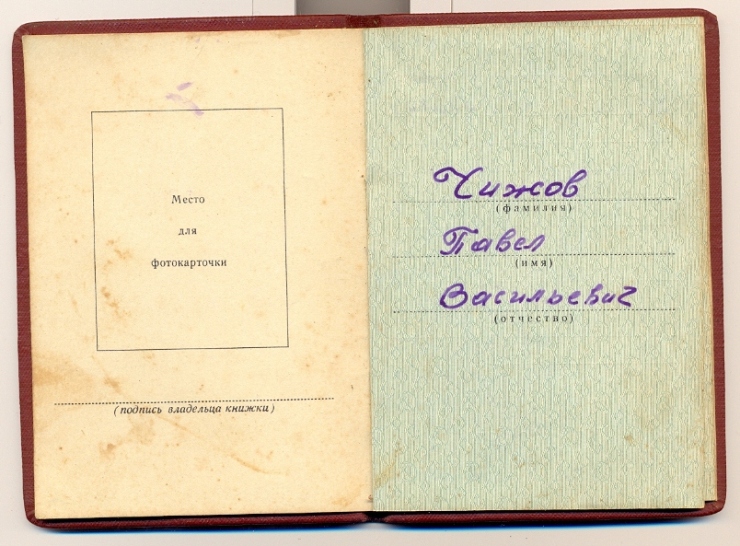 Место
для
фотокарточки
(подпись владельца книжки)
Чижов
(фамилия)
Павел
(имя)
Васильевич
(отчество)